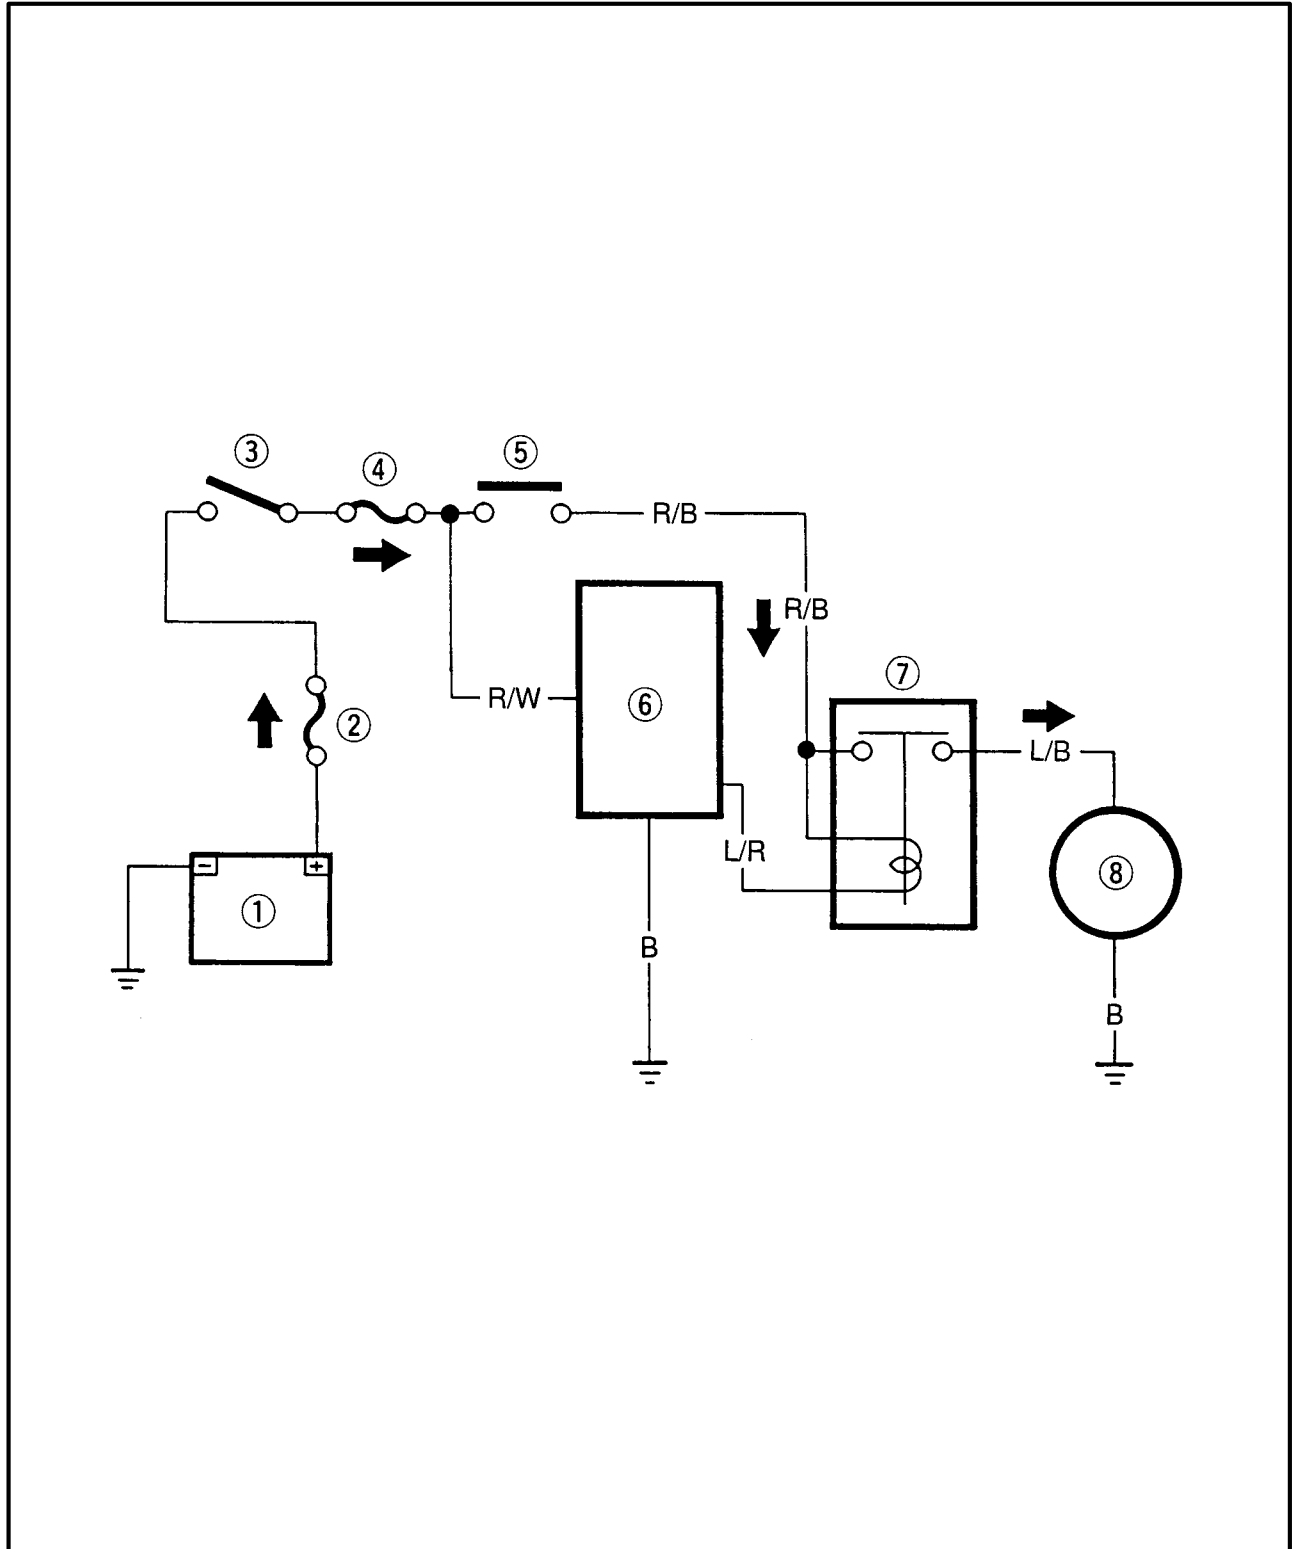 ③
⑤
④
R/B
R/B
⑦
R/W
⑥
②
L/B
L/R
- +
①
⑧
B
B